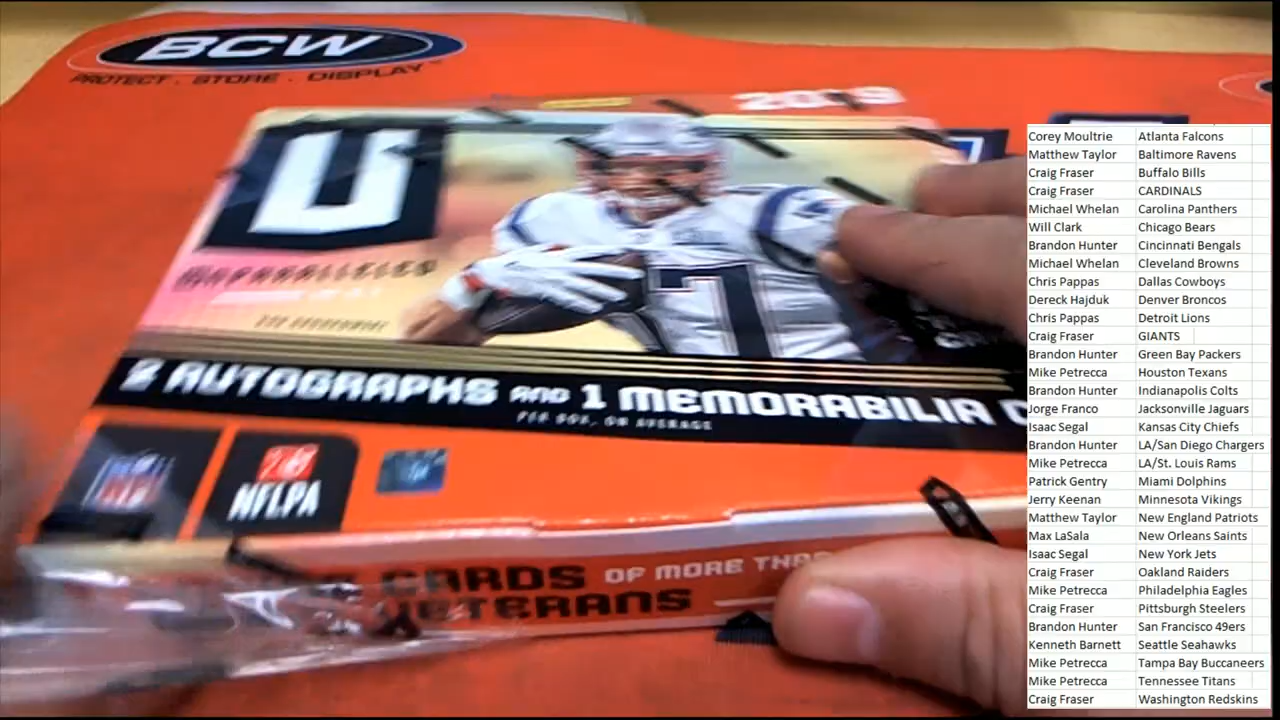 BCW
PROTECT . STORE . DISPLAY
2019
U
2 AUTOGRAPHS AND 1 MEMORABILIA
PER BOX, ON AVERAGE
NFL
NFLPA
CARDS OF MORE THAN
VETERANS
Corey Moultrie Atlanta Falcons
Matthew Taylor Baltimore Ravens
Craig Fraser Buffalo Bills
Craig Fraser CARDINALS
Michael Whelan Carolina Panthers
Will Clark Chicago Bears
Brandon Hunter Cincinnati Bengals
Michael Whelan Cleveland Browns
Chris Pappas Dallas Cowboys
Dereck Hajduk Denver Broncos
Chris Pappas Detroit Lions
Craig Fraser GIANTS
Brandon Hunter Green Bay Packers
Mike Petrecca Houston Texans
Brandon Hunter Indianapolis Colts
Jorge Franco Jacksonville Jaguars
Isaac Segal Kansas City Chiefs
Brandon Hunter LA/San Diego Chargers
Mike Petrecca LA/St. Louis Rams
Patrick Gentry Miami Dolphins
Jerry Keenan Minnesota Vikings
Matthew Taylor New England Patriots
Max LaSala New Orleans Saints
Isaac Segal New York Jets
Craig Fraser Oakland Raiders
Mike Petrecca Philadelphia Eagles
Craig Fraser Pittsburgh Steelers
Brandon Hunter San Francisco 49ers
Kenneth Barnett Seattle Seahawks
Mike Petrecca Tampa Bay Buccaneers
Mike Petrecca Tennessee Titans
Craig Fraser Washington Redskins